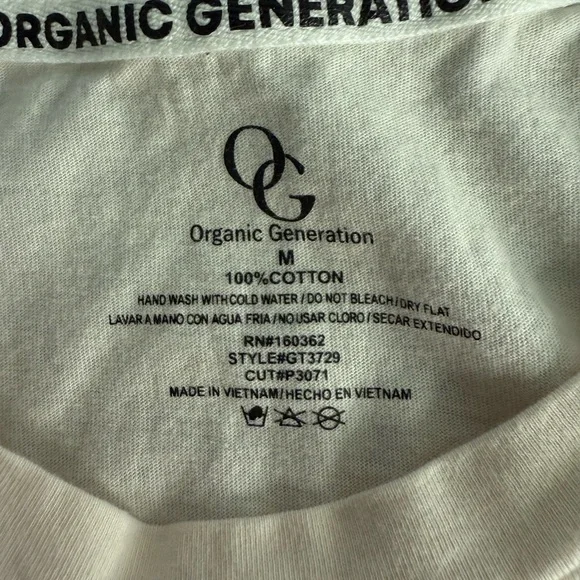 ORGANIC GENERATION
OG
Organic Generation
M
100%COTTON
HAND WASH WITH COLD WATER / DO NOT BLEACH / DRY FLAT
LAVAR A MANO CON AGUA FRIA / NO USAR CLORO / SECAR EXTENDIDO
RN#160362
STYLE#GT3729
CUT#P3071
MADE IN VIETNAM/HECHO EN VIETNAM